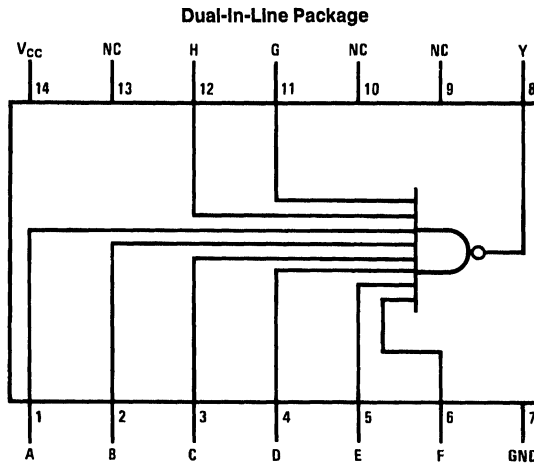 Dual-In-Line Package
VCC NC H G NC NC Y
14 13 12 11 10 9 8
1 2 3 4 5 6 7
A B C D E F GND